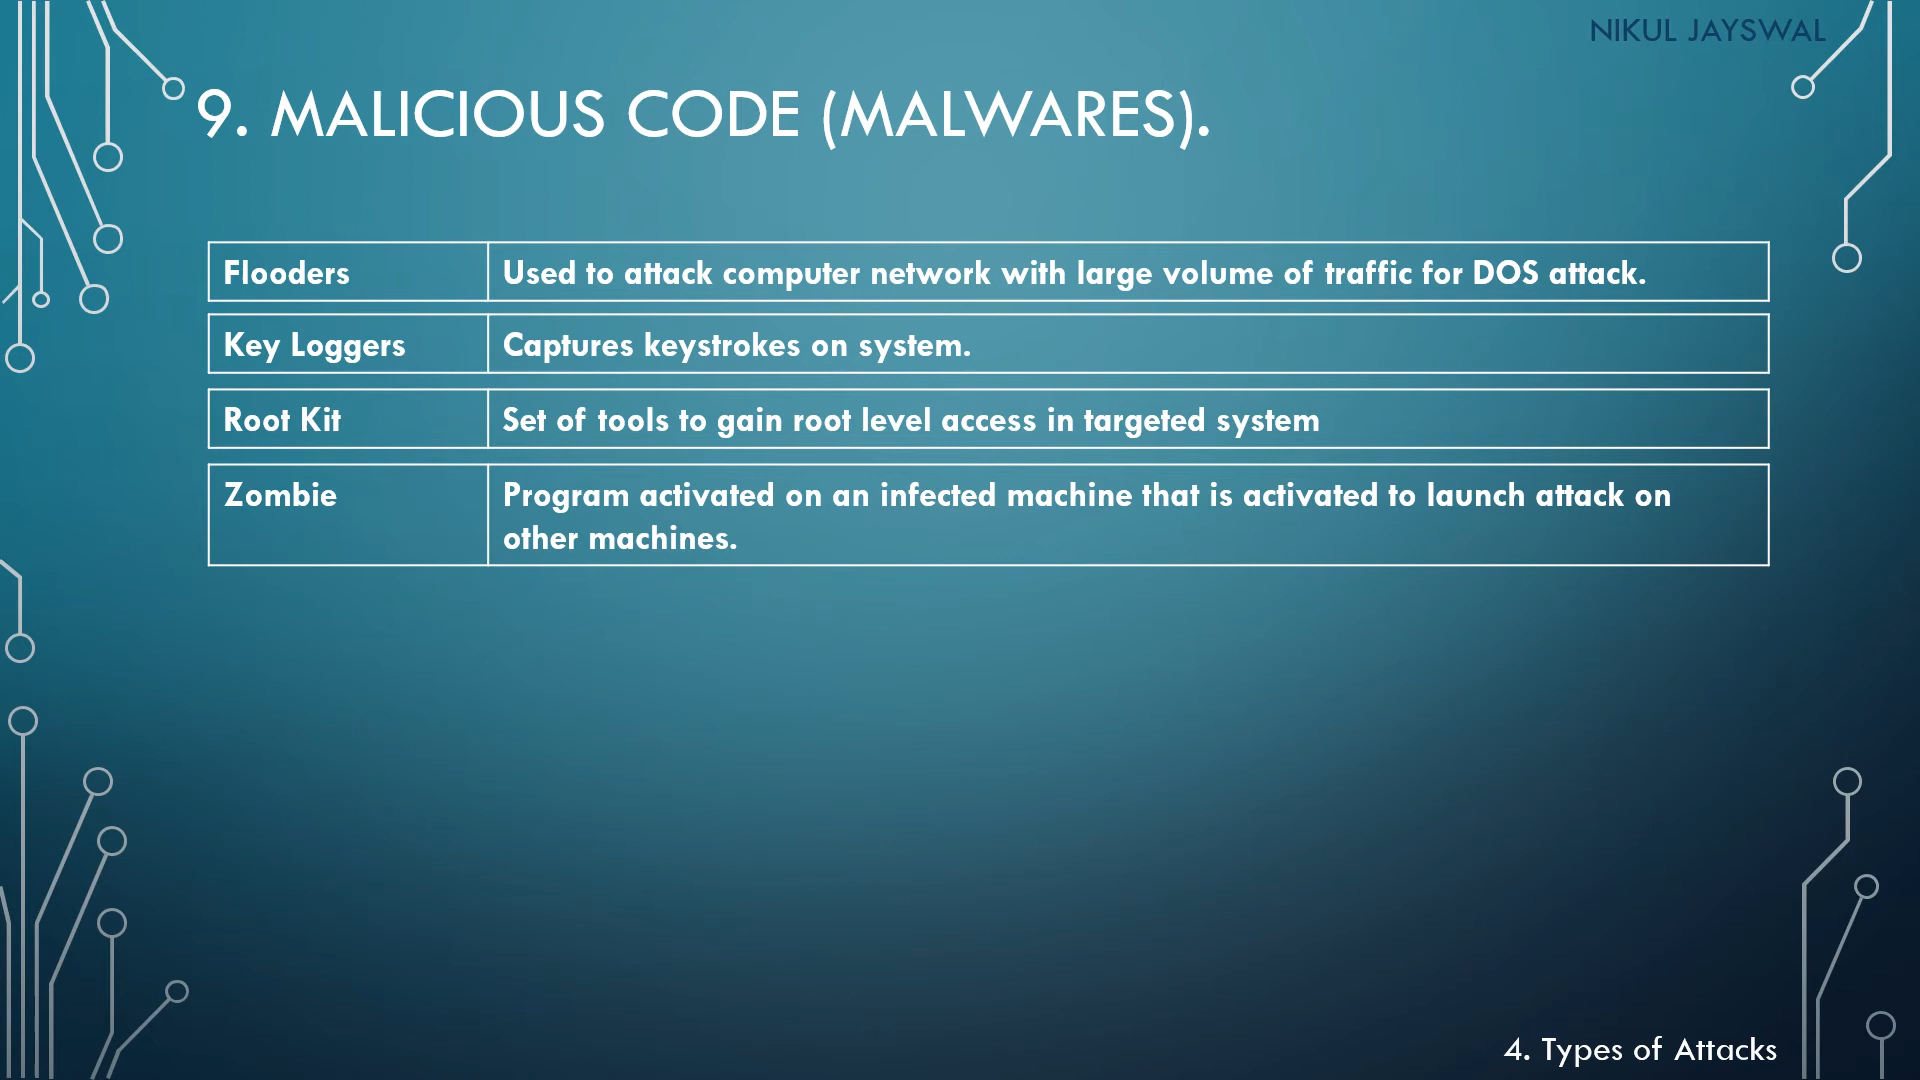 NIKUL JAYSWAL
9. MALICIOUS CODE (MALWARES).
Flooders
Used to attack computer network with large volume of traffic for DOS attack.
Key Loggers
Captures keystrokes on system.
Root Kit
Set of tools to gain root level access in targeted system
Zombie
Program activated on an infected machine that is activated to launch attack on
other machines.
4. Types of Attacks